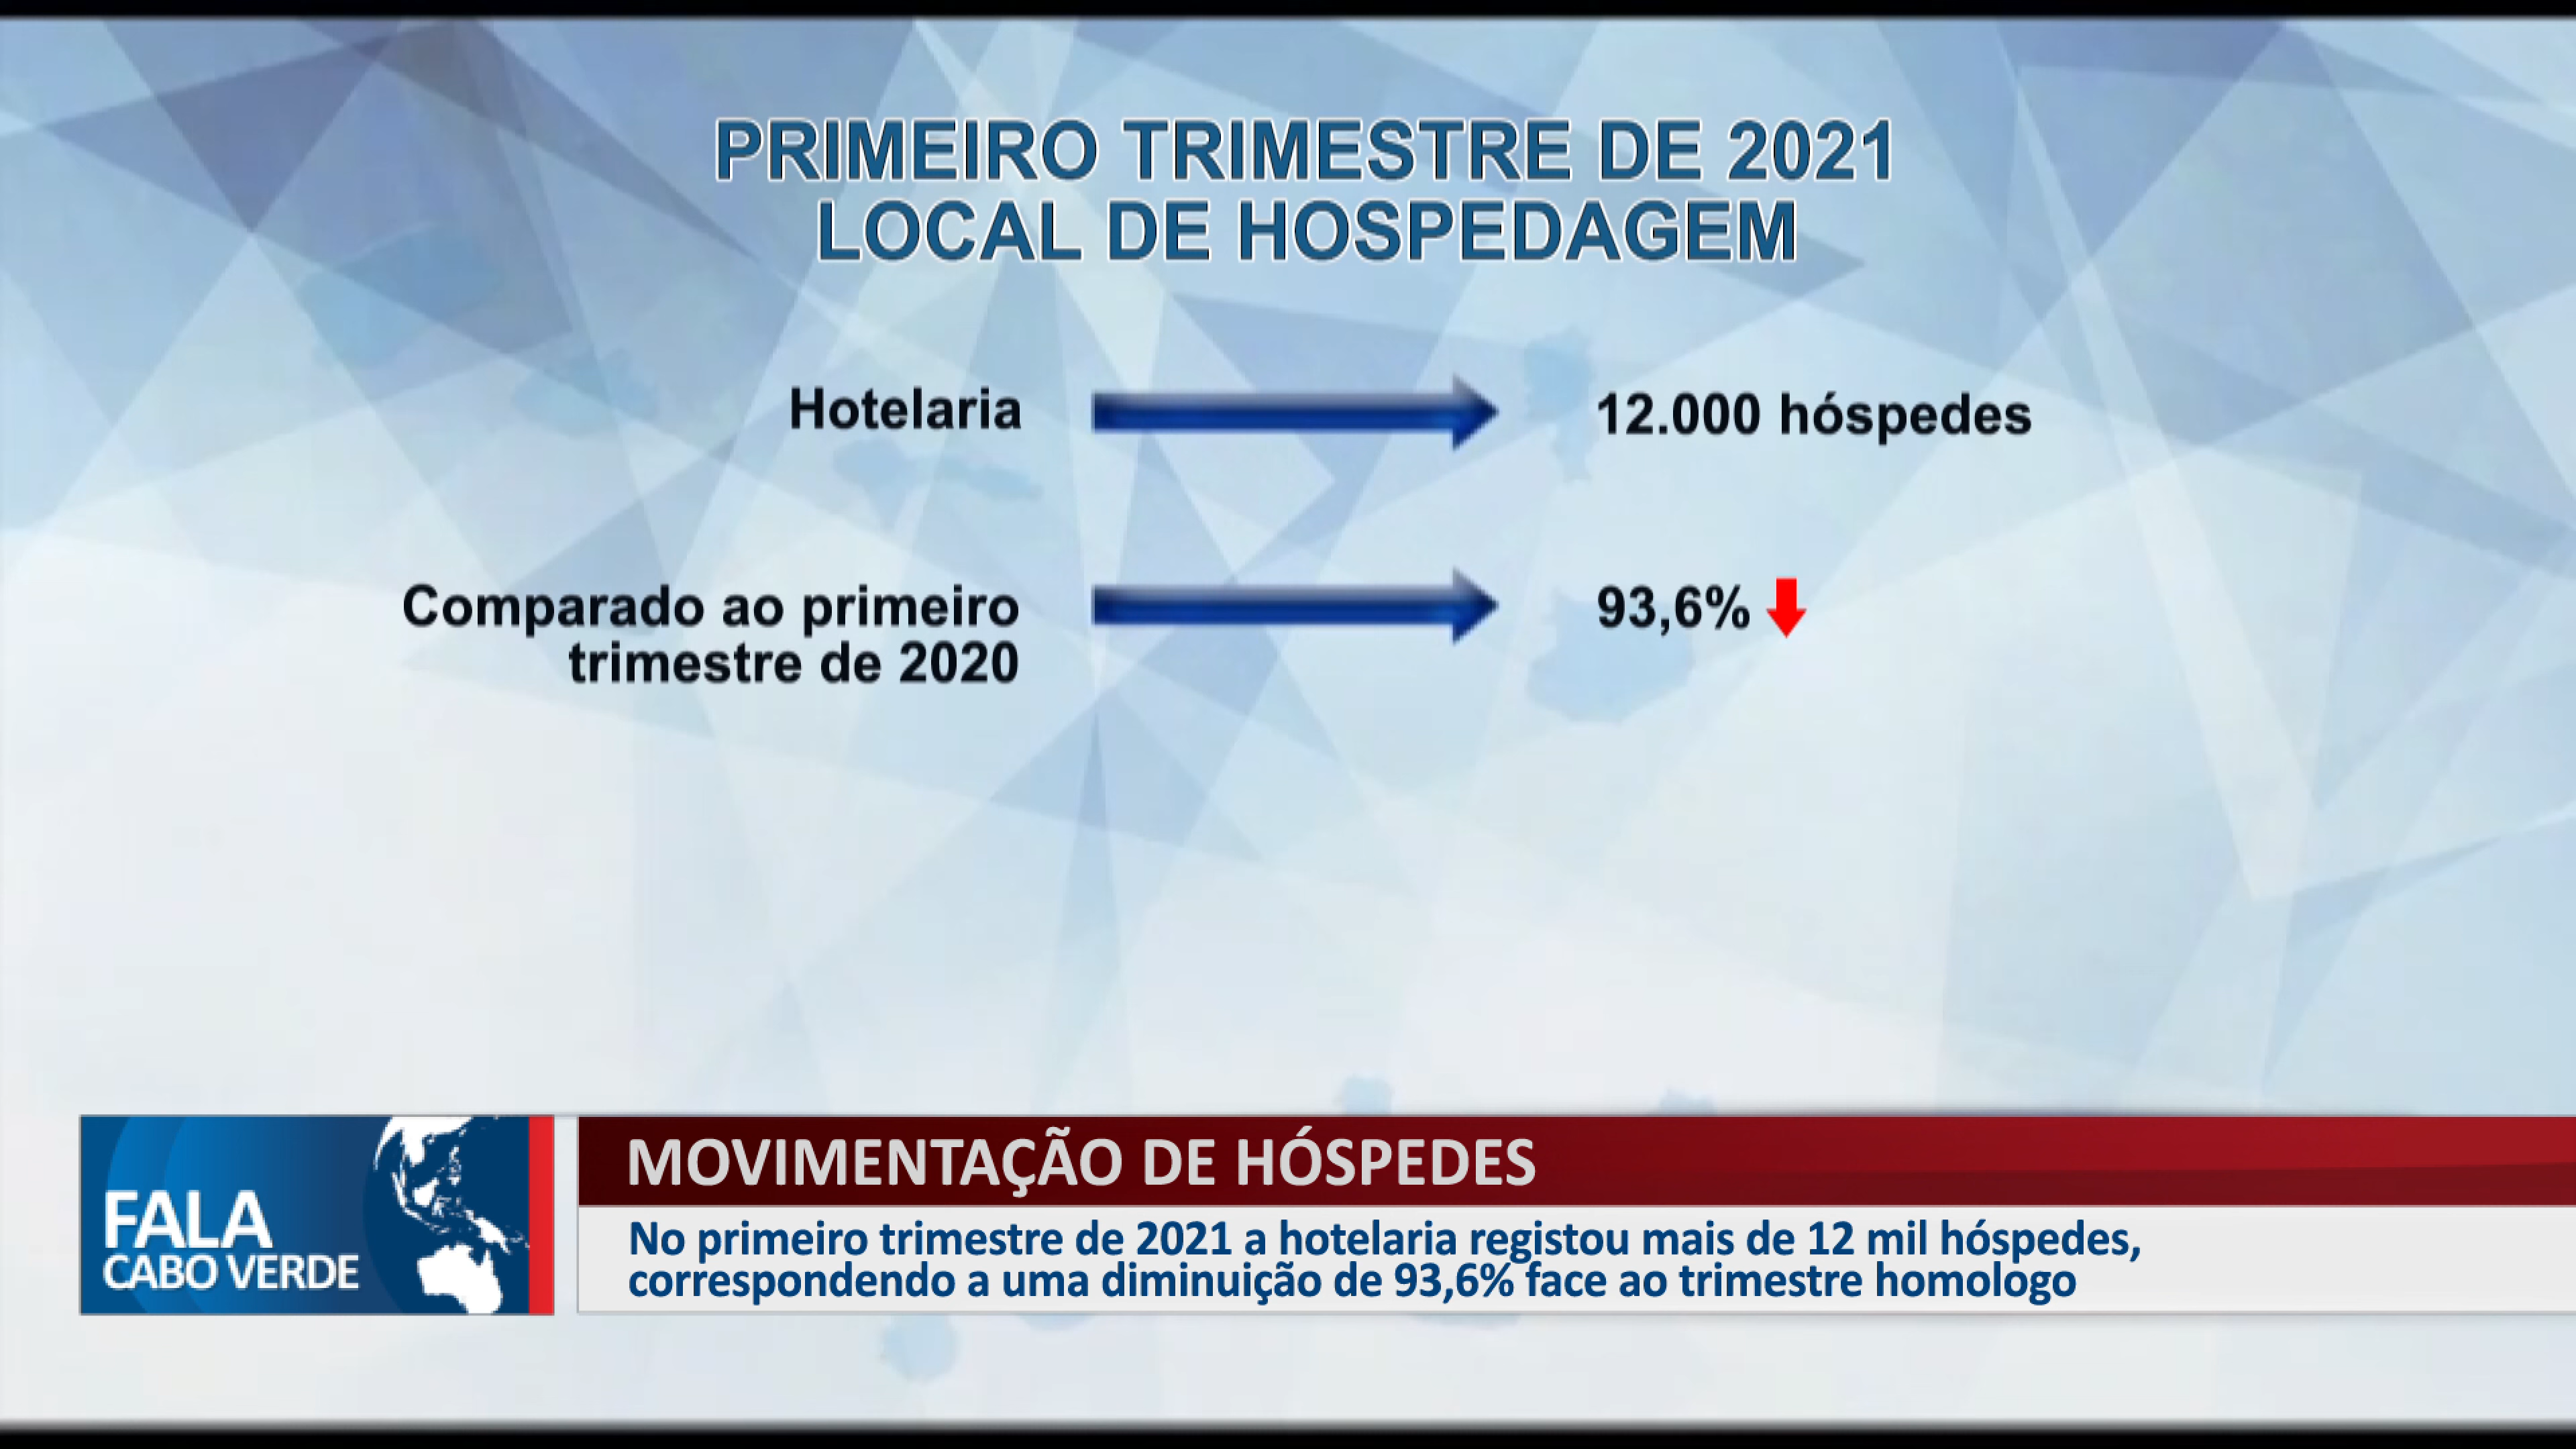 PRIMEIRO TRIMESTRE DE 2021
LOCAL DE HOSPEDAGEM
Hotelaria
12.000 hóspedes
Comparado ao primeiro
trimestre de 2020
93,6%
FALA
CABO VERDE
MOVIMENTAÇÃO DE HÓSPEDES
No primeiro trimestre de 2021 a hotelaria registou mais de 12 mil hóspedes,
correspondendo a uma diminuição de 93,6% face ao trimestre homologo